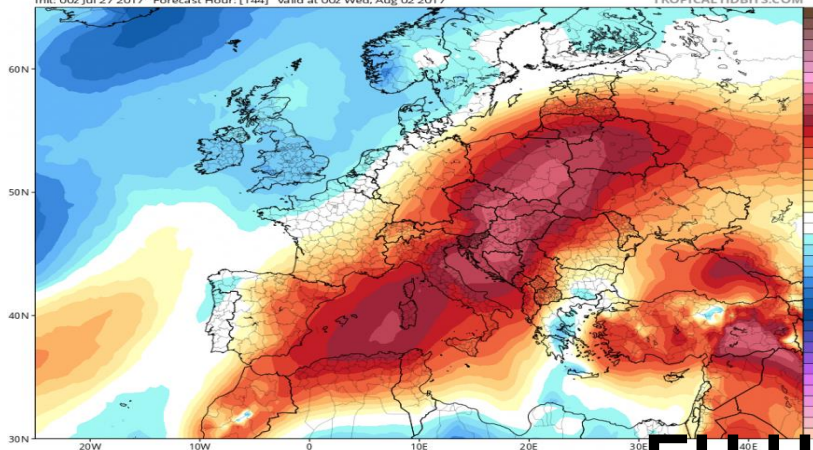 Init: 00z Jul 27 2017 Forecast Hour: [144] valid at 00z Wed, Aug 02 2017 TROPICALTIDBITS.COM
60N
50N
40N
30N
20W 10W 0 10E 20E 30E 40E